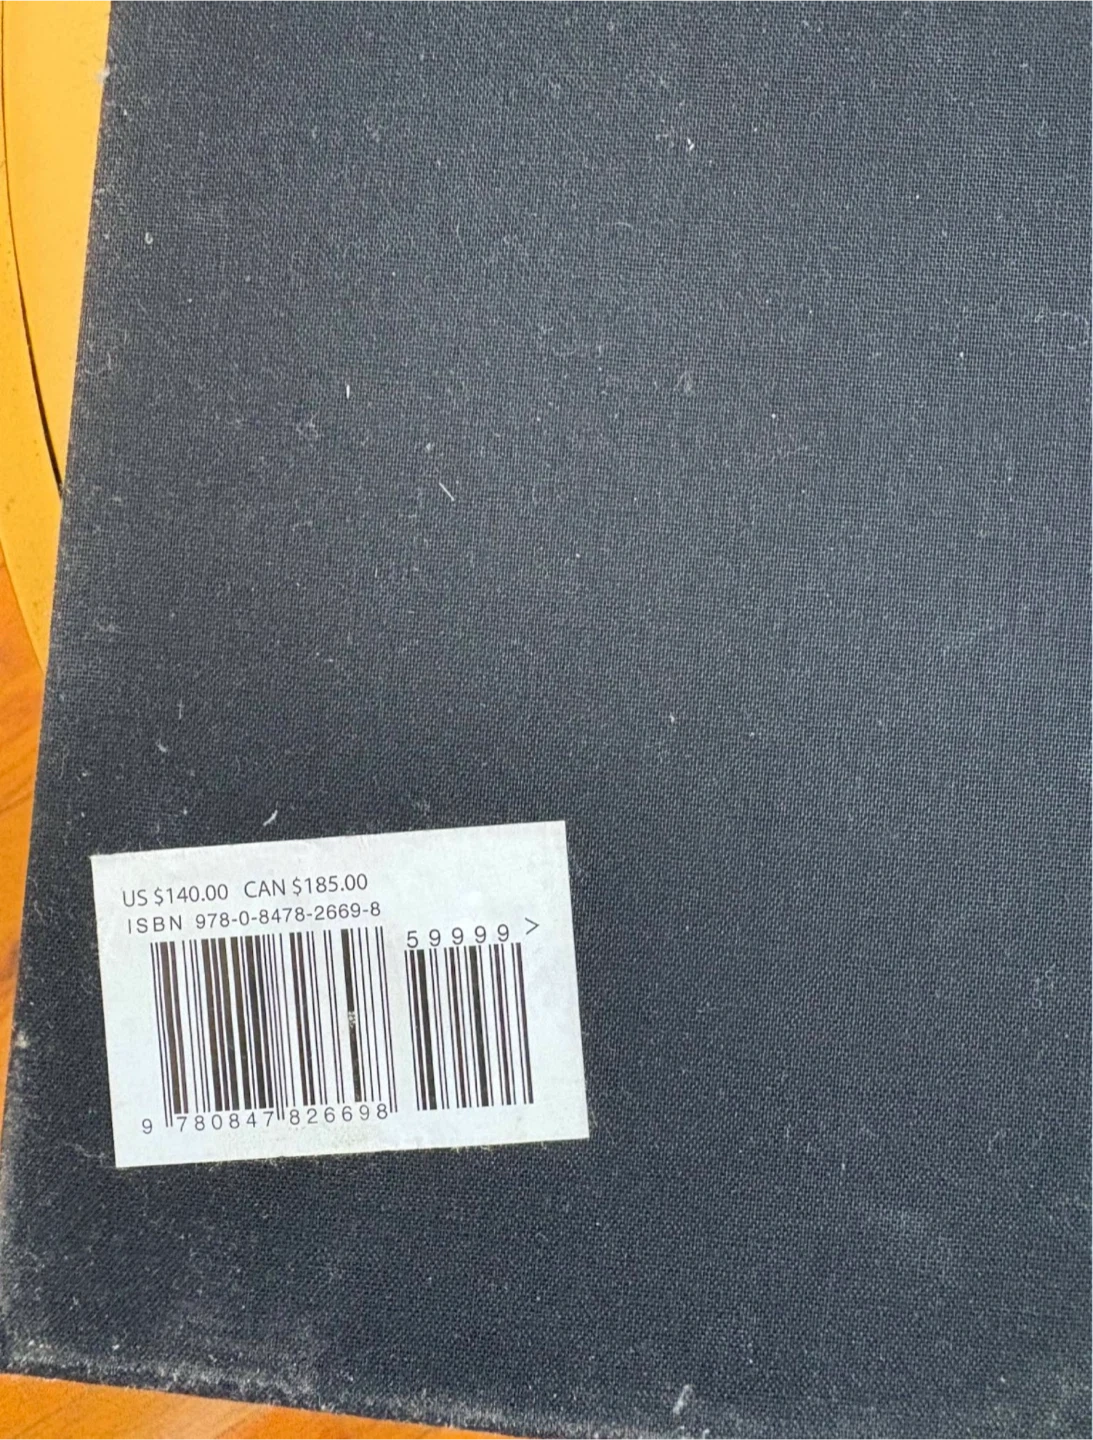 US $140.00 CAN $185.00
ISBN 978-0-8478-2669-8
59999 >
9 780847 826698